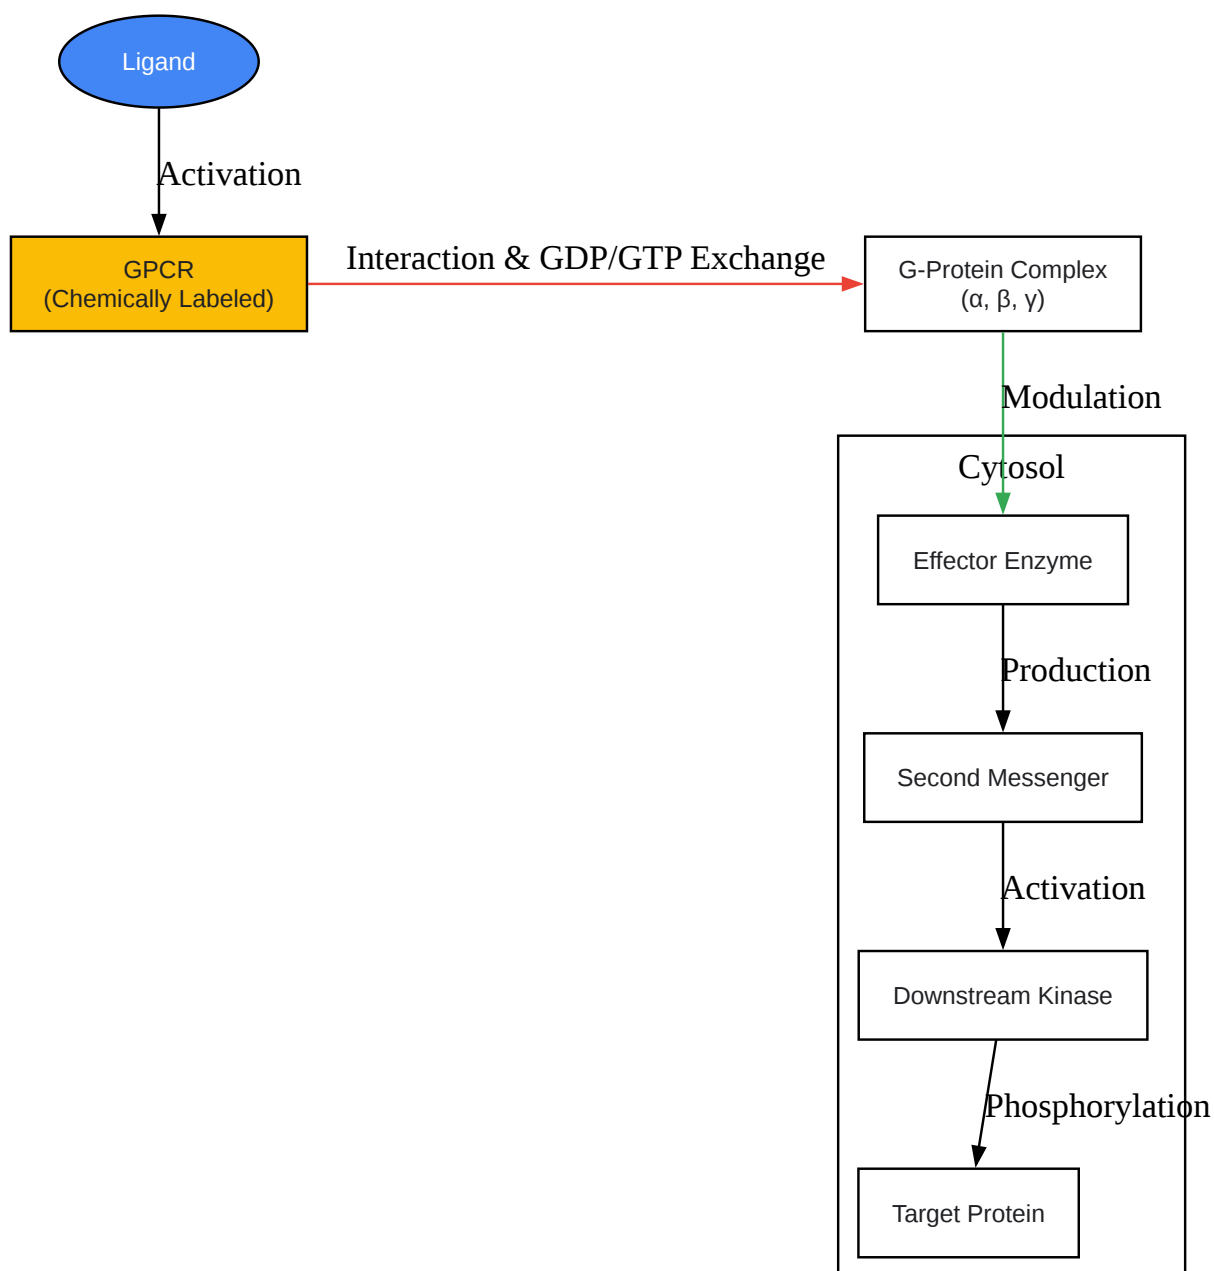 Ligand
Activation
GPCR
(Chemically Labeled)
Interaction & GDP/GTP Exchange
G-Protein Complex
(α, β, γ)
Modulation
Cytosol
Effector Enzyme
Production
Second Messenger
Activation
Downstream Kinase
Phosphorylation
Target Protein